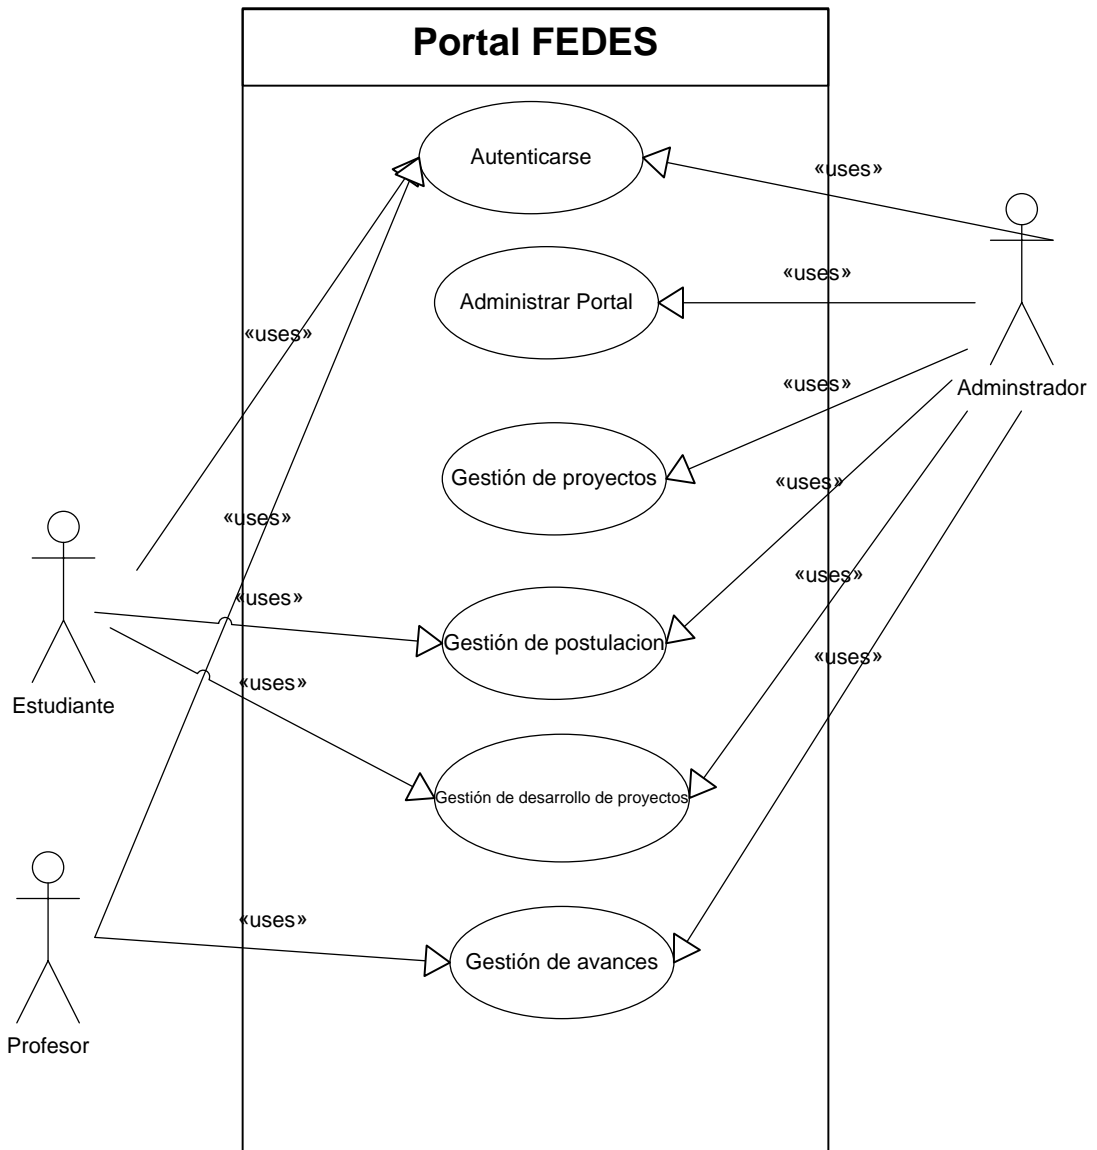 Portal FEDES
Autenticarse
«uses»
Administrar Portal
«uses»
«uses»
«uses»
Adminstrador
Gestión de proyectos
«uses»
«uses»
«uses»
«uses»
Gestión de postulacion
«uses»
«uses»
Estudiante
Gestión de desarrollo de proyectos
«uses»
Gestión de avances
Profesor